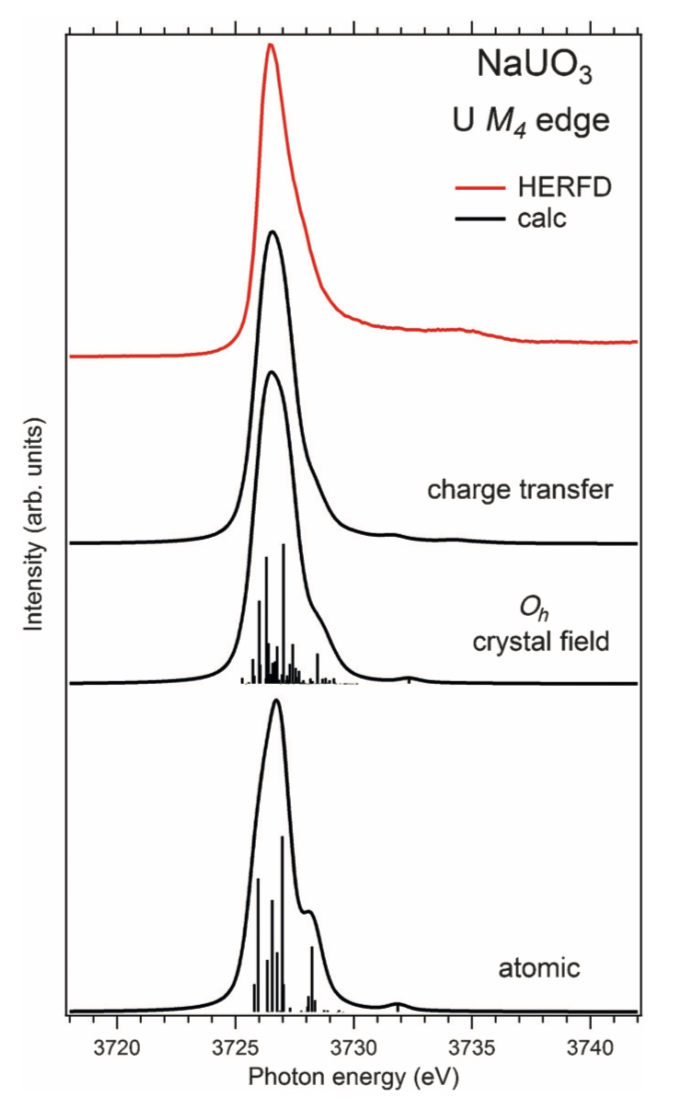 NaUO₃
U M₄ edge
HERFD
calc
charge transfer
Oₕ
crystal field
atomic
Intensity (arb. units)
3720 3725 3730 3735 3740
Photon energy (eV)